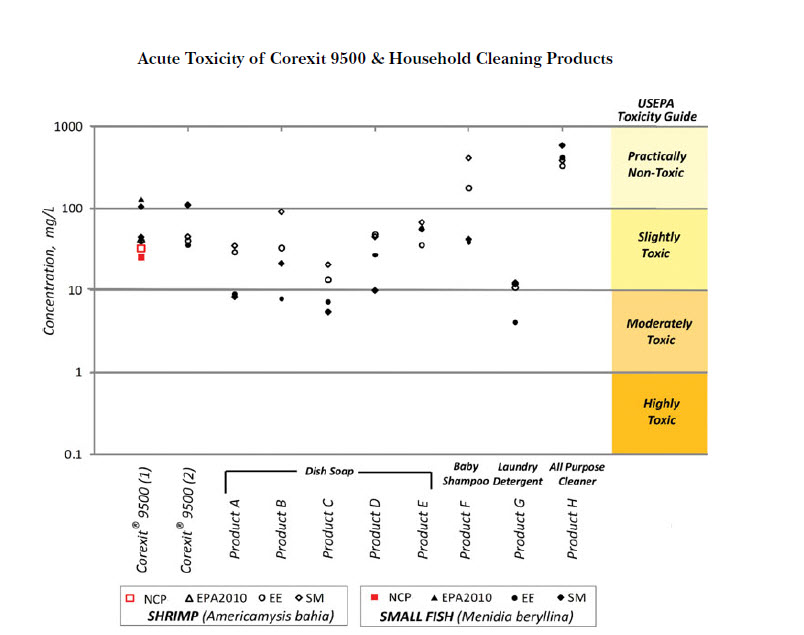 Acute Toxicity of Corexit 9500 & Household Cleaning Products
USEPA
Toxicity Guide
Concentration, mg/L
1000
100
10
1
0.1
Practically
Non-Toxic
Slightly
Toxic
Moderately
Toxic
Highly
Toxic
Dish Soap
Baby
Shampoo
Laundry
Detergent
All Purpose
Cleaner
Corexit® 9500 (1)
Corexit® 9500 (2)
Product A
Product B
Product C
Product D
Product E
Product F
Product G
Product H
NCP EPA2010 EE SM
SHRIMP (Americamysis bahia)
NCP EPA2010 EE SM
SMALL FISH (Menidia beryllina)